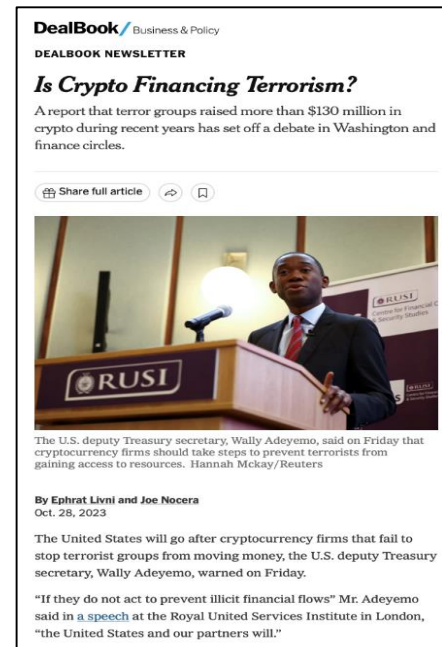 DealBook/Business & Policy
DEALBOOK NEWSLETTER
Is Crypto Financing Terrorism?
A report that terror groups raised more than $130 million in
crypto during recent years has set off a debate in Washington and
finance circles.
Share full article
RUSI
Centre for Financial
& Security Studies
RUSI
The U.S. deputy Treasury secretary, Wally Adeyemo, said on Friday that
cryptocurrency firms should take steps to prevent terrorists from
gaining access to resources. Hannah Mckay/Reuters
By Ephrat Livni and Joe Nocera
Oct. 28, 2023
The United States will go after cryptocurrency firms that fail to
stop terrorist groups from moving money, the U.S. deputy Treasury
secretary, Wally Adeyemo, warned on Friday.
“If they do not act to prevent illicit financial flows” Mr. Adeyemo
said in a speech at the Royal United Services Institute in London,
“the United States and our partners will.”